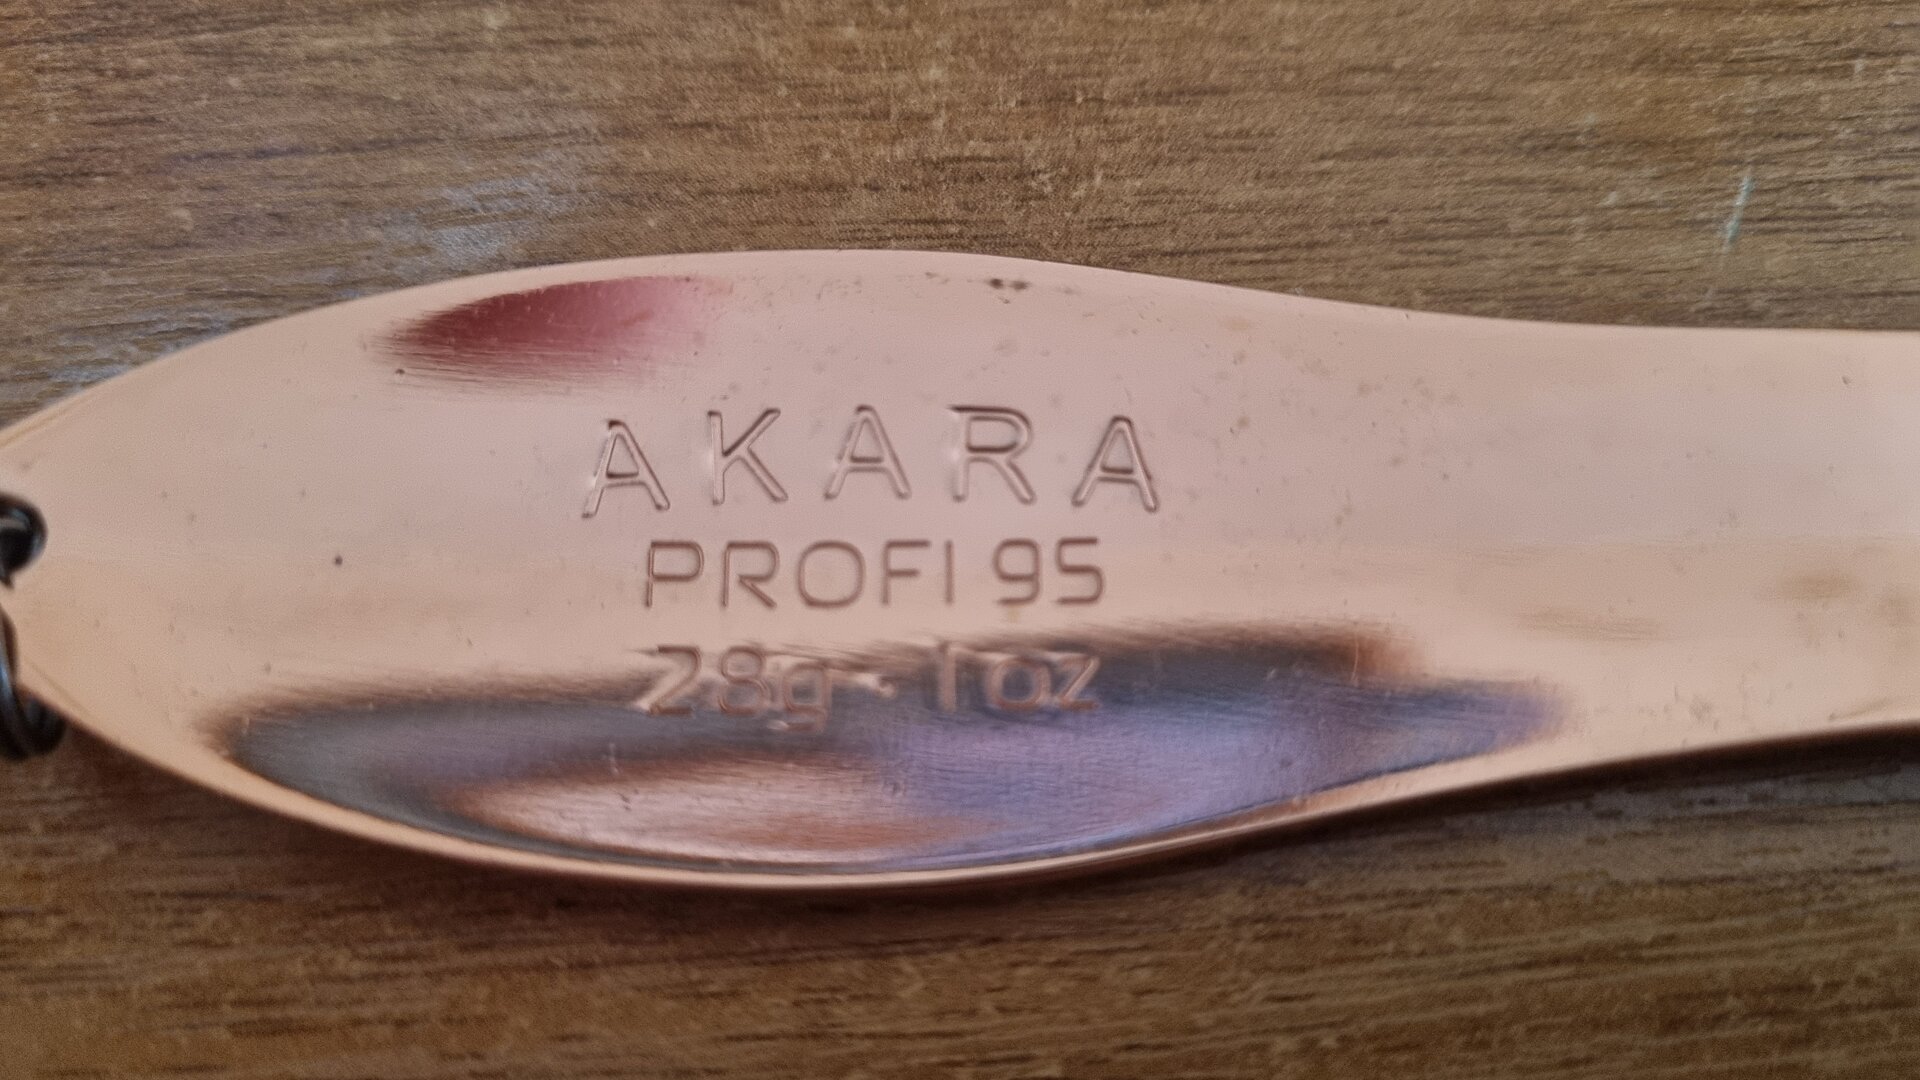 AKARA
PROFI 95
28g - 1oz